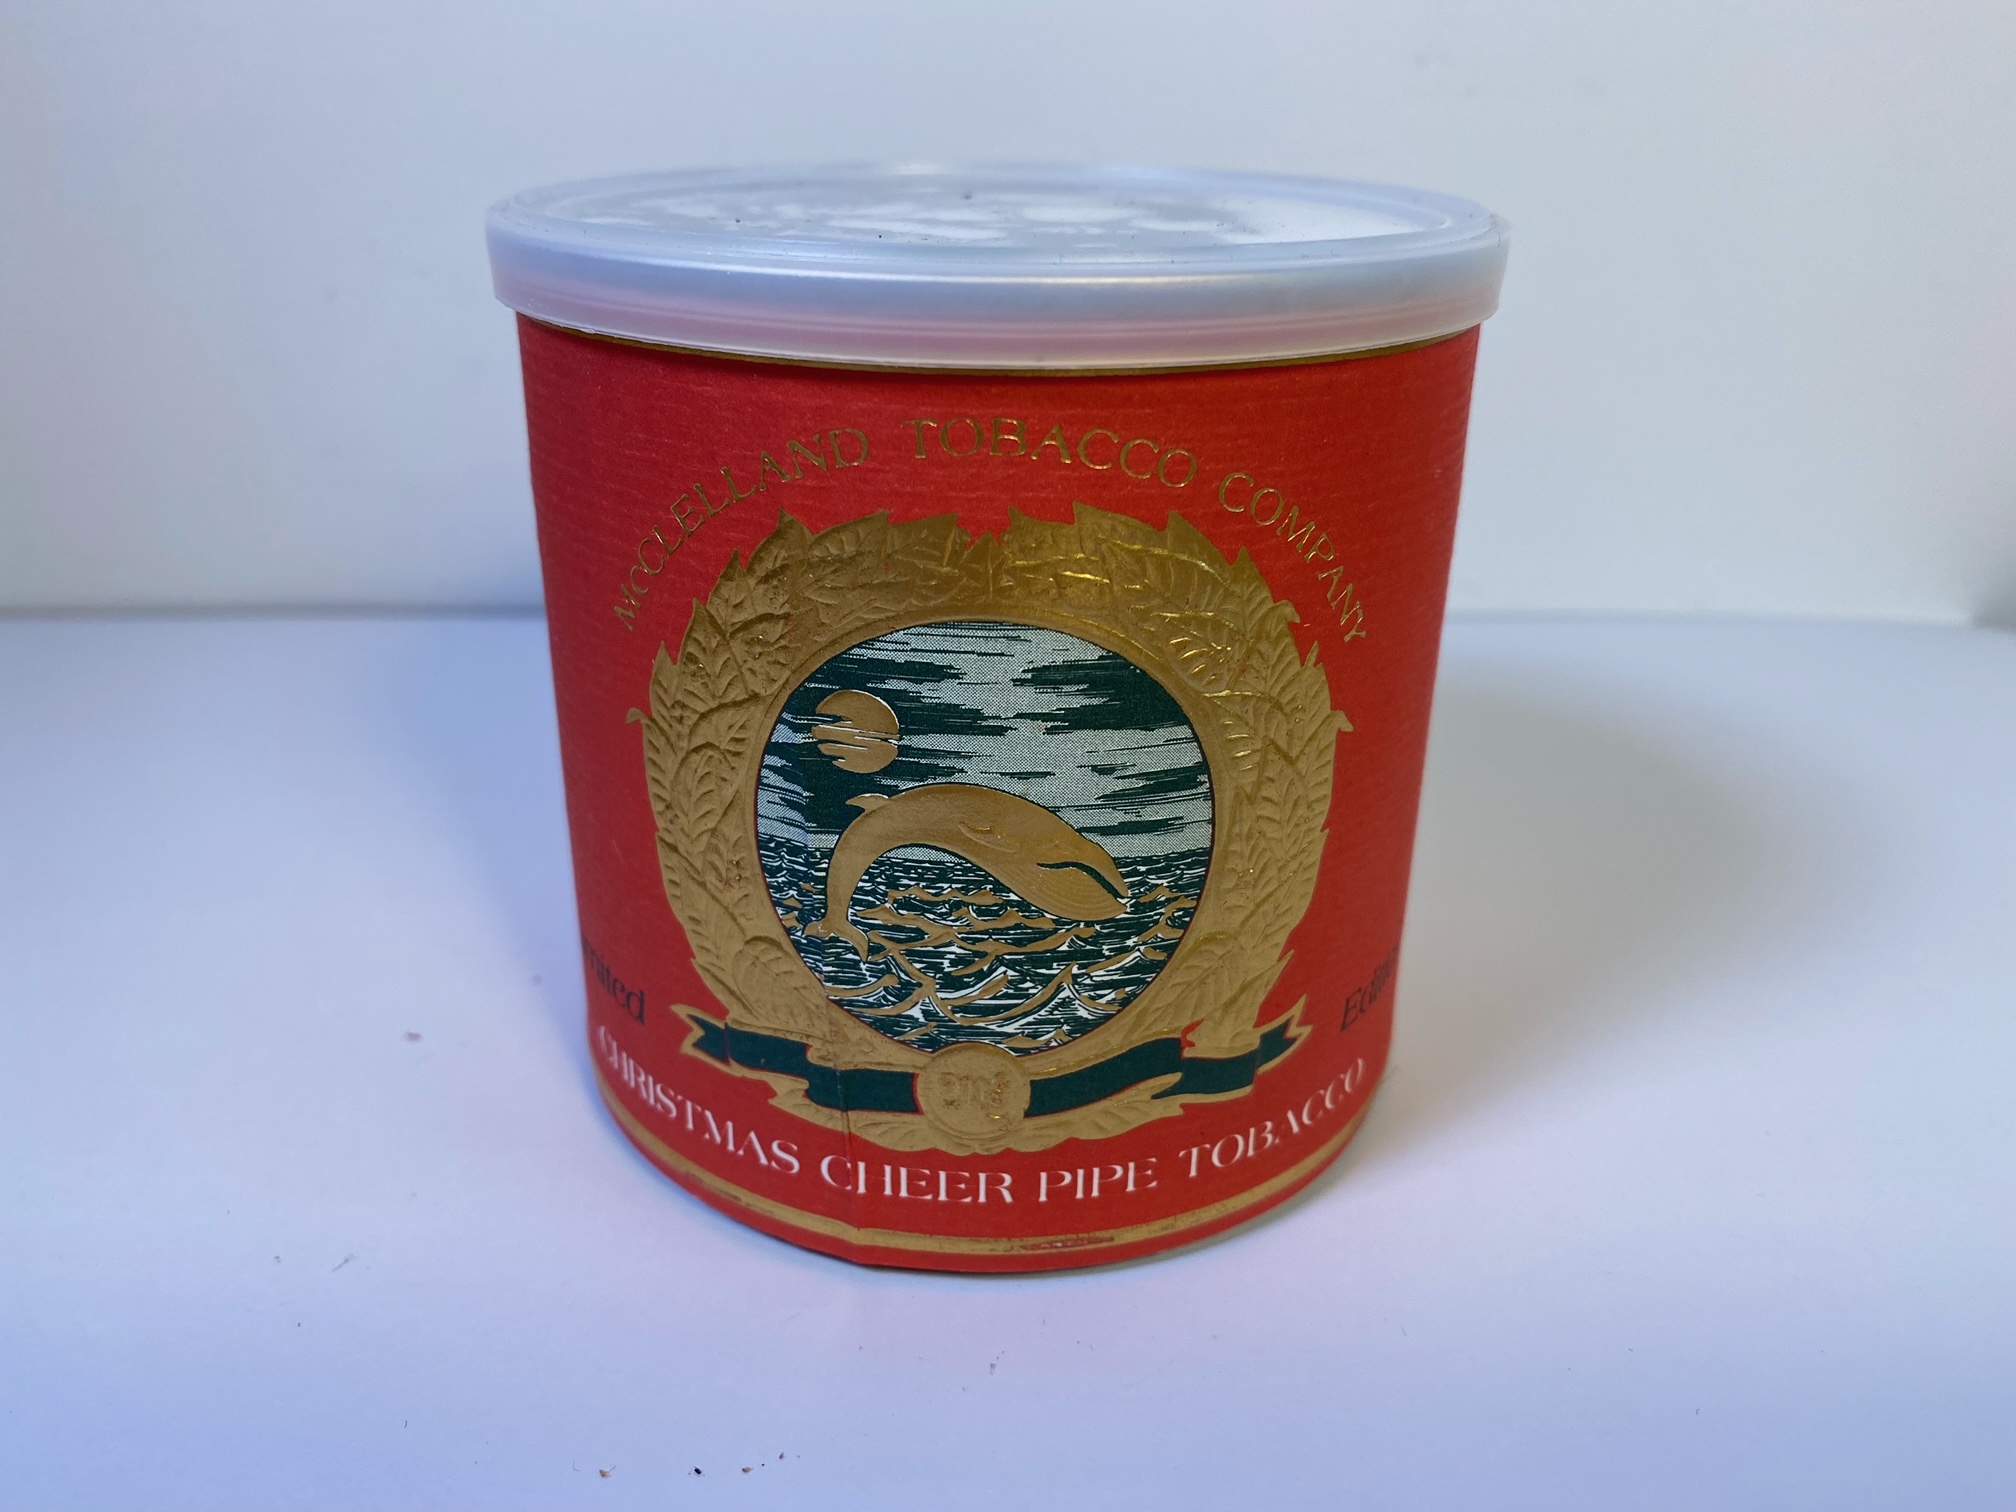 McCLELLAND TOBACCO COMPANY
CHRISTMAS CHEER PIPE TOBACCO